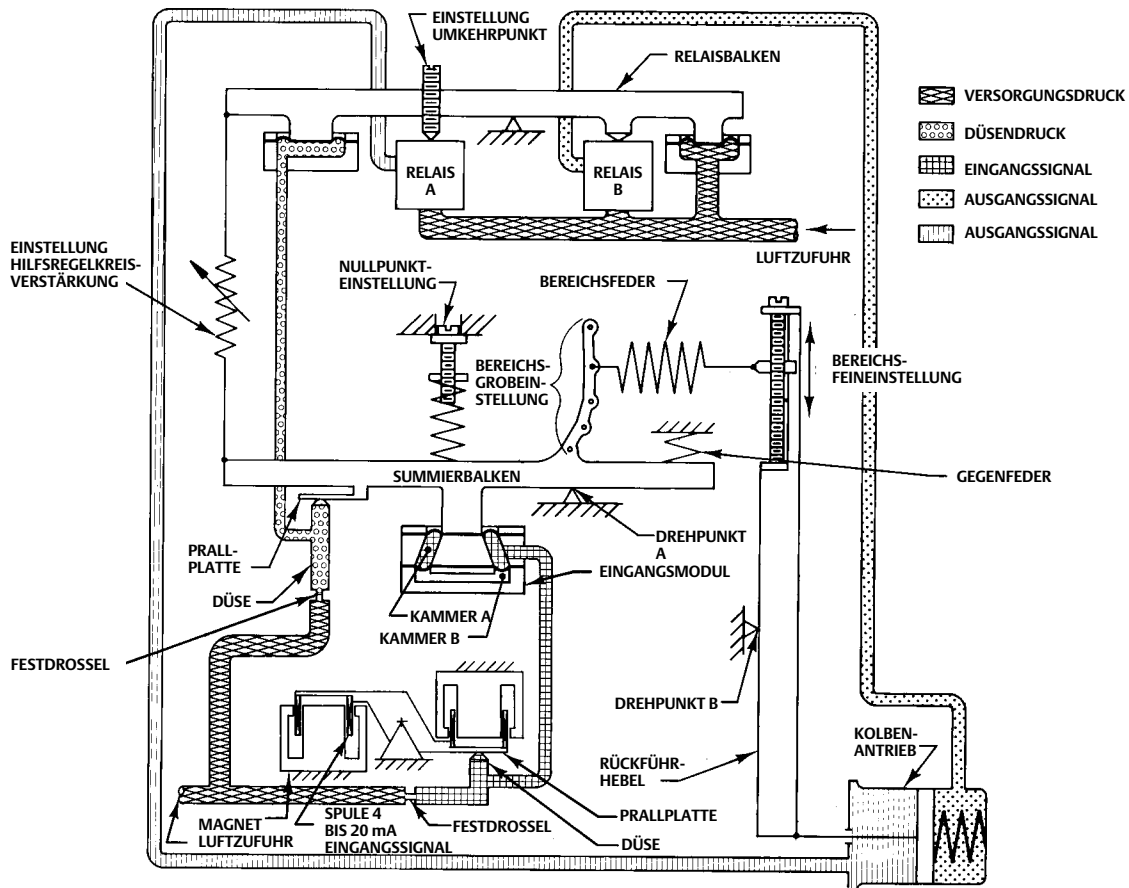 EINSTELLUNG
UMKEHRPUNKT
RELAISBALKEN
VERSORGUNGSDRUCK
DÜSENDRUCK
EINGANGSSIGNAL
AUSGANGSSIGNAL
AUSGANGSSIGNAL
RELAIS
A
RELAIS
B
LUFTZUFUHR
EINSTELLUNG
HILFSREGELKREIS-
VERSTÄRKUNG
NULLPUNKT-
EINSTELLUNG
BEREICHSFEDER
BEREICHS-
GROBEIN-
STELLUNG
BEREICHS-
FEINEINSTELLUNG
SUMMIERBALKEN
GEGENFEDER
PRALL-
PLATTE
DREHPUNKT
A
EINGANGSMODUL
DÜSE
KAMMER A
KAMMER B
FESTDROSSEL
DREHPUNKT B
KOLBEN-
ANTRIEB
RÜCKFÜHR-
HEBEL
MAGNET
LUFTZUFUHR
SPULE 4
BIS 20 mA
EINGANGSSIGNAL
FESTDROSSEL
PRALLPLATTE
DÜSE